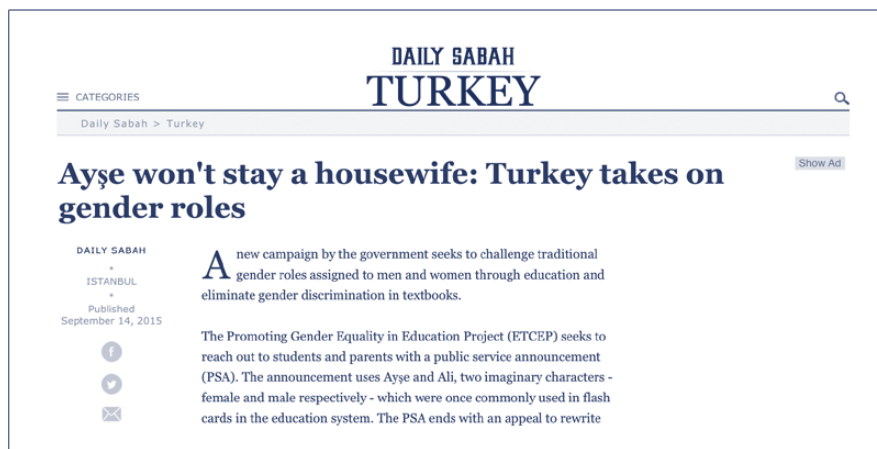 DAILY SABAH
TURKEY
CATEGORIES
Daily Sabah > Turkey
Show Ad
Ayşe won't stay a housewife: Turkey takes on
gender roles
DAILY SABAH
ISTANBUL
Published
September 14, 2015
A new campaign by the government seeks to challenge traditional
gender roles assigned to men and women through education and
eliminate gender discrimination in textbooks.
The Promoting Gender Equality in Education Project (ETCEP) seeks to
reach out to students and parents with a public service announcement
(PSA). The announcement uses Ayşe and Ali, two imaginary characters -
female and male respectively - which were once commonly used in flash
cards in the education system. The PSA ends with an appeal to rewrite